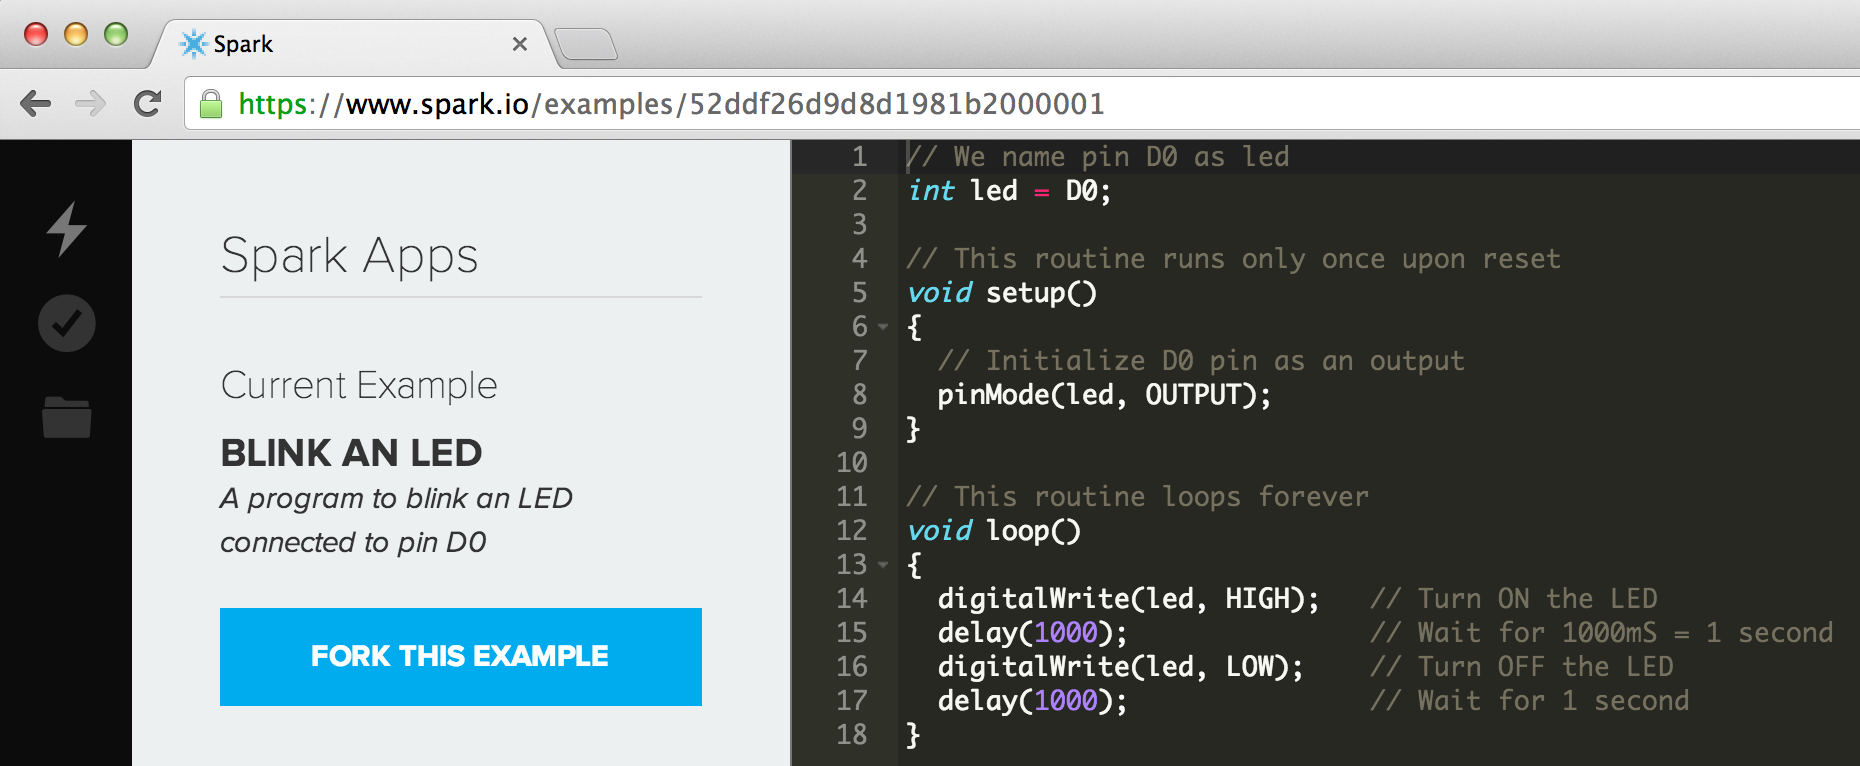 Spark
https://www.spark.io/examples/52ddf26d9d8d1981b2000001
Spark Apps
Current Example
BLINK AN LED
A program to blink an LED
connected to pin D0
FORK THIS EXAMPLE
1 // We name pin D0 as led
2 int led = D0;
3
4 // This routine runs only once upon reset
5 void setup()
6 {
7   // Initialize D0 pin as an output
8   pinMode(led, OUTPUT);
9 }
10
11 // This routine loops forever
12 void loop()
13 {
14   digitalWrite(led, HIGH);   // Turn ON the LED
15   delay(1000);               // Wait for 1000mS = 1 second
16   digitalWrite(led, LOW);    // Turn OFF the LED
17   delay(1000);               // Wait for 1 second
18 }